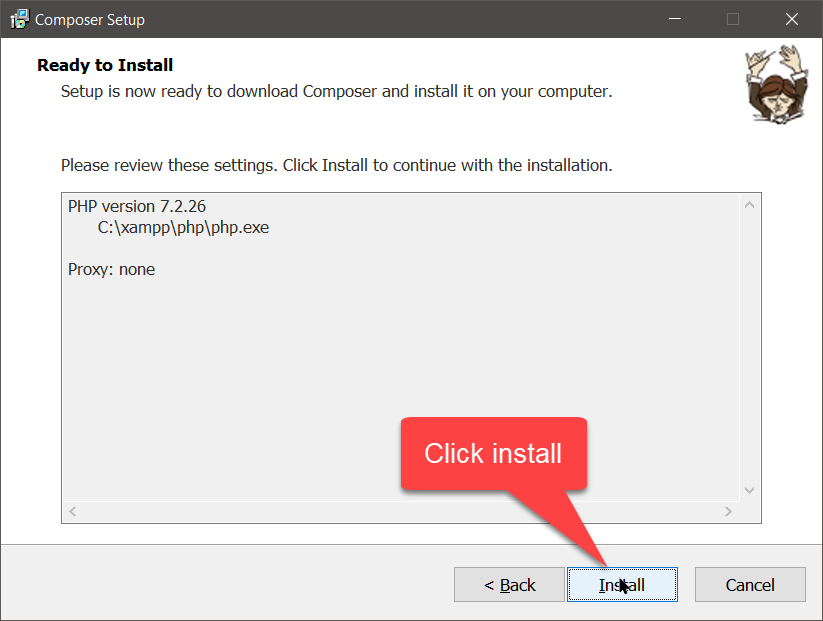 Composer Setup
Ready to Install
Setup is now ready to download Composer and install it on your computer.
Please review these settings. Click Install to continue with the installation.
PHP version 7.2.26
C:\xampp\php\php.exe
Proxy: none
Click install
< Back
Install
Cancel